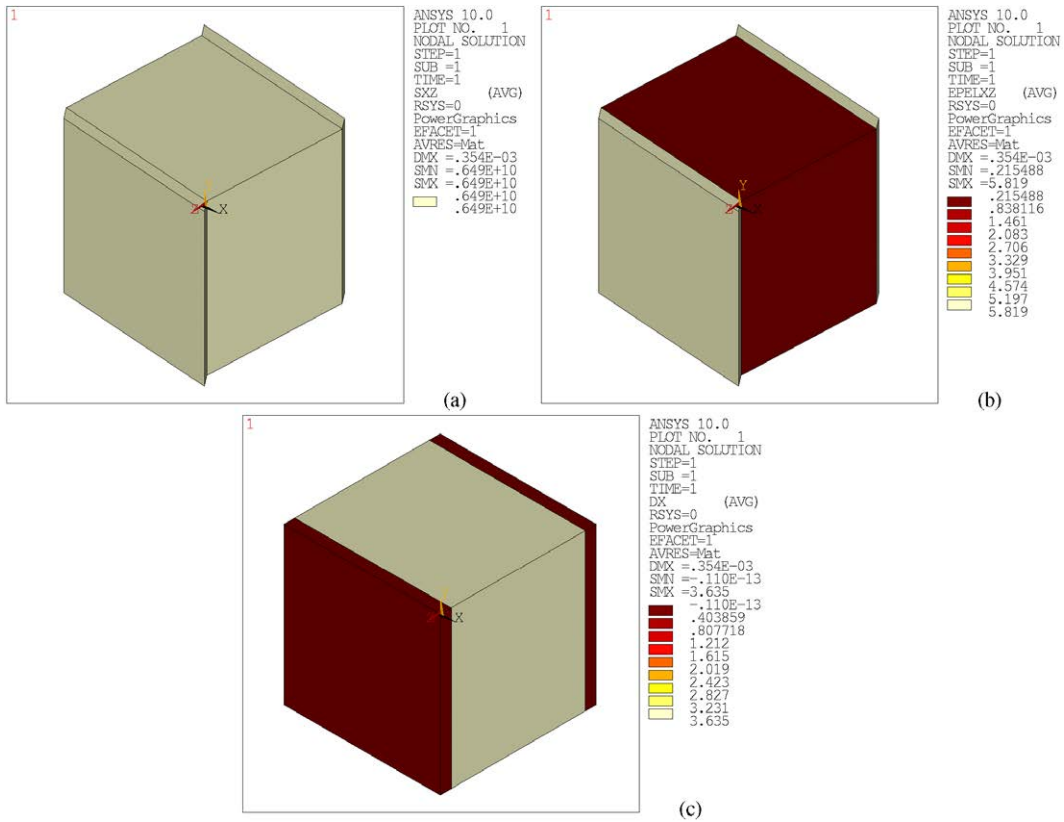 1
ANSYS 10.0
PLOT NO. 1
NODAL SOLUTION
STEP=1
SUB =1
TIME=1
SXZ (AVG)
RSYS=0
PowerGraphics
EFACET=1
AVRES=Mat
DMX =.354E-03
SMN =.649E+10
SMX =.649E+10
.649E+10
.649E+10
Z X
(a)
1
ANSYS 10.0
PLOT NO. 1
NODAL SOLUTION
STEP=1
SUB =1
TIME=1
EPELXZ (AVG)
RSYS=0
PowerGraphics
EFACET=1
AVRES=Mat
DMX =.354E-03
SMN =.215488
SMX =5.819
.215488
.838116
1.461
2.083
2.706
3.329
3.951
4.574
5.197
5.819
Y
Z X
(b)
1
ANSYS 10.0
PLOT NO. 1
NODAL SOLUTION
STEP=1
SUB =1
TIME=1
DX (AVG)
RSYS=0
PowerGraphics
EFACET=1
AVRES=Mat
DMX =.354E-03
SMN =-.110E-13
SMX =3.635
-.110E-13
.403859
.807718
1.212
1.615
2.019
2.423
2.827
3.231
3.635
X
(c)